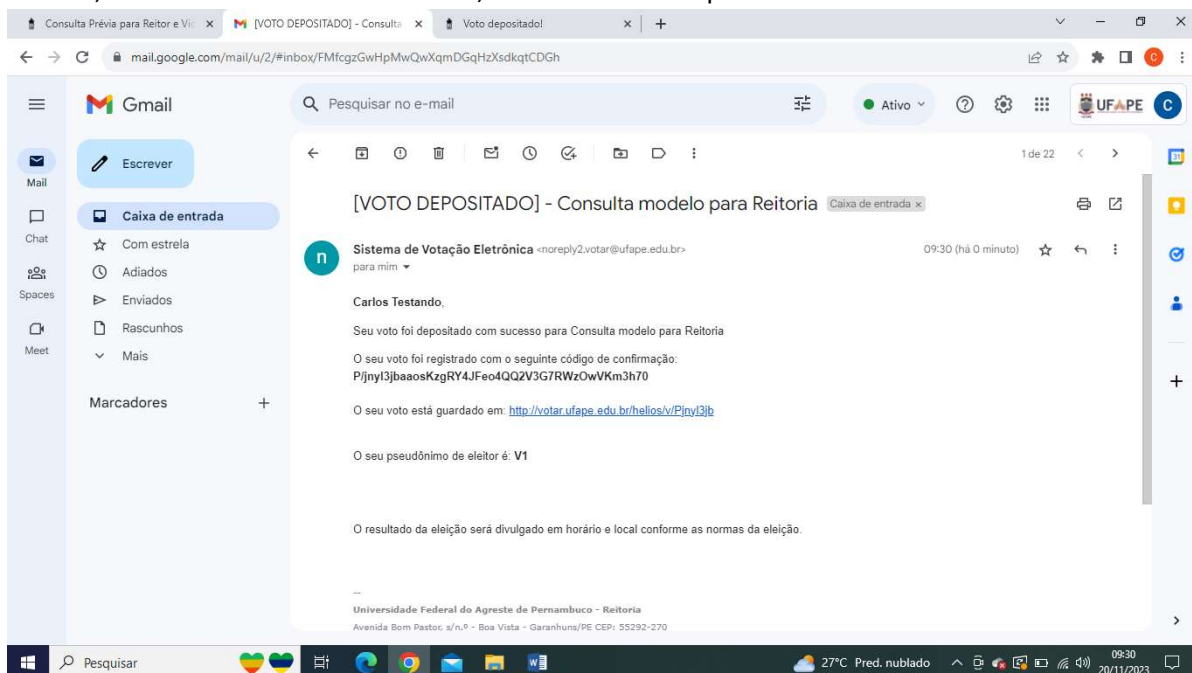 Consulta Prévia para Reitor e Vic
[VOTO DEPOSITADO] - Consulta
Voto depositado!
mail.google.com/mail/u/2/#inbox/FMfcgzGwHpMwQwXqmDGqHzXsdkqtCDGh
C
Gmail
Pesquisar no e-mail
Ativo
UFAPE
C
Mail
Chat
Spaces
Meet
Escrever
Caixa de entrada
Com estrela
Adiados
Enviados
Rascunhos
Mais
Marcadores
1 de 22
31
[VOTO DEPOSITADO] - Consulta modelo para Reitoria Caixa de entrada x
n
Sistema de Votação Eletrônica <noreply2.votar@ufape.edu.br> 09:30 (há 0 minuto)
para mim
Carlos Testando,
Seu voto foi depositado com sucesso para Consulta modelo para Reitoria
O seu voto foi registrado com o seguinte código de confirmação:
P/jnyI3jbaaosKzgRY4JFeo4QQ2V3G7RWzOwVKm3h70
O seu voto está guardado em: http://votar.ufape.edu.br/helios/v/PjnyI3jb
O seu pseudônimo de eleitor é: V1
O resultado da eleição será divulgado em horário e local conforme as normas da eleição.
--
Universidade Federal do Agreste de Pernambuco - Reitoria
Avenida Bom Pastor, s/n.º - Boa Vista - Garanhuns/PE CEP: 55292-270
Pesquisar
27°C Pred. nublado
09:30
20/11/2023